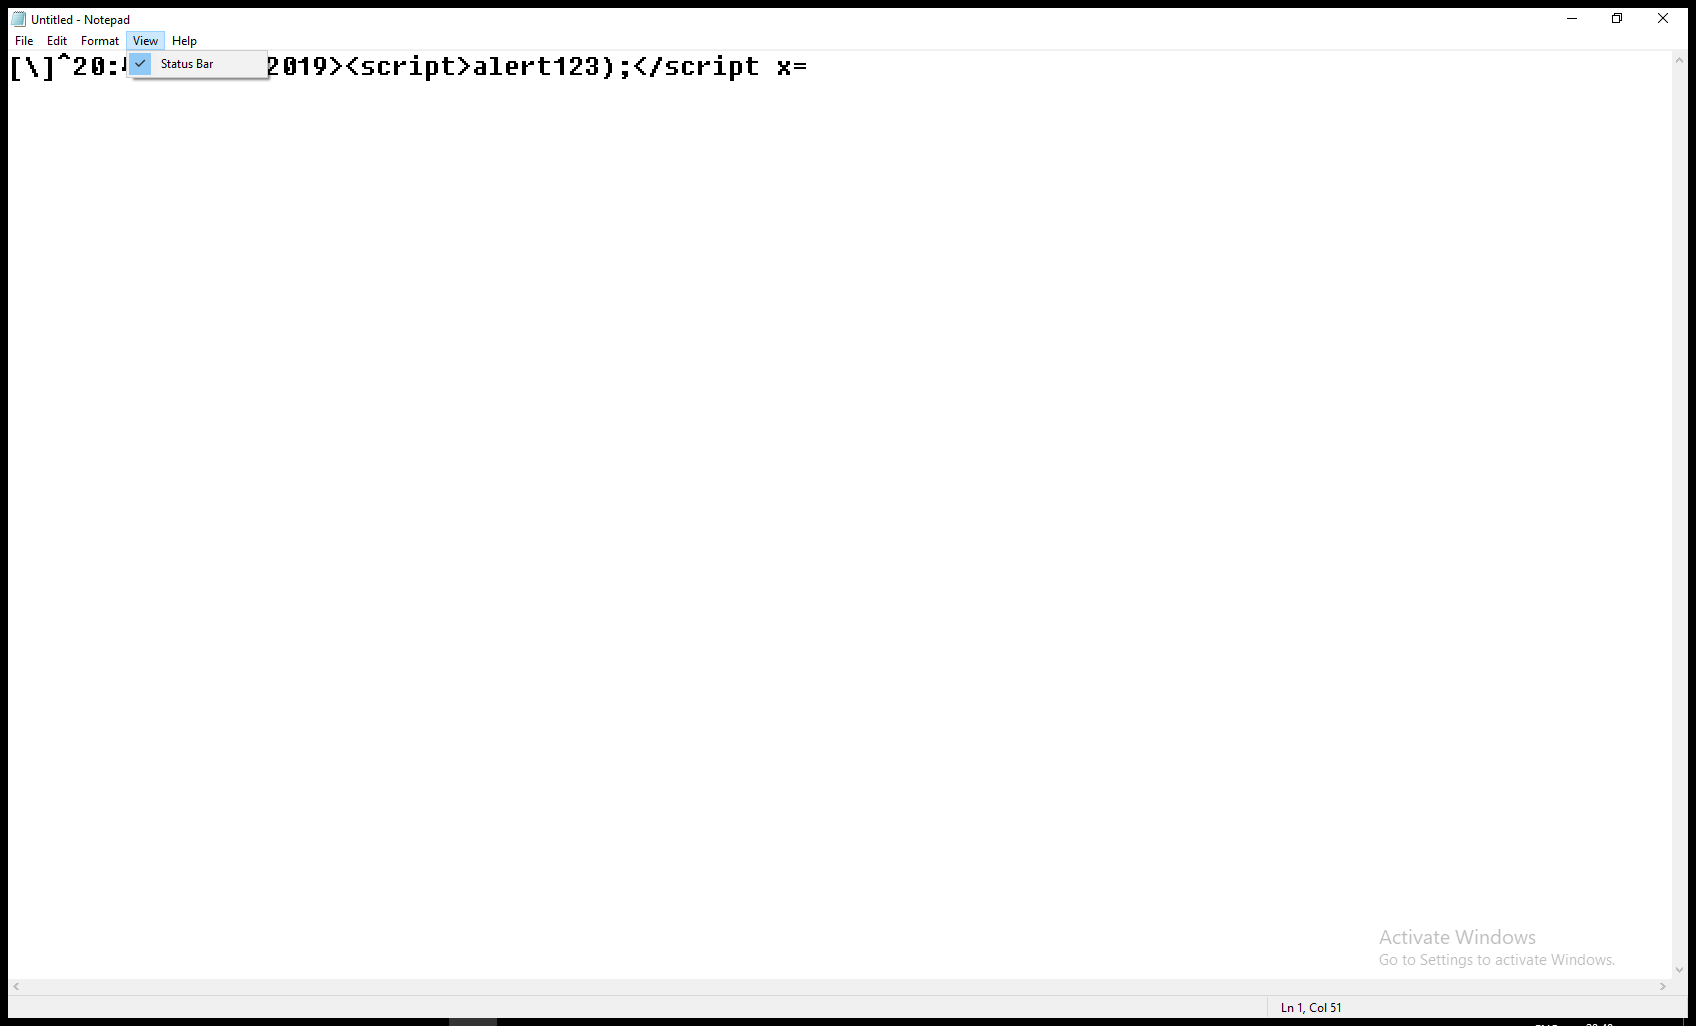 Untitled - Notepad
File Edit Format View Help
Status Bar
[\]^20: 2019><script>alert123);</script x=
Activate Windows
Go to Settings to activate Windows.
Ln 1, Col 51